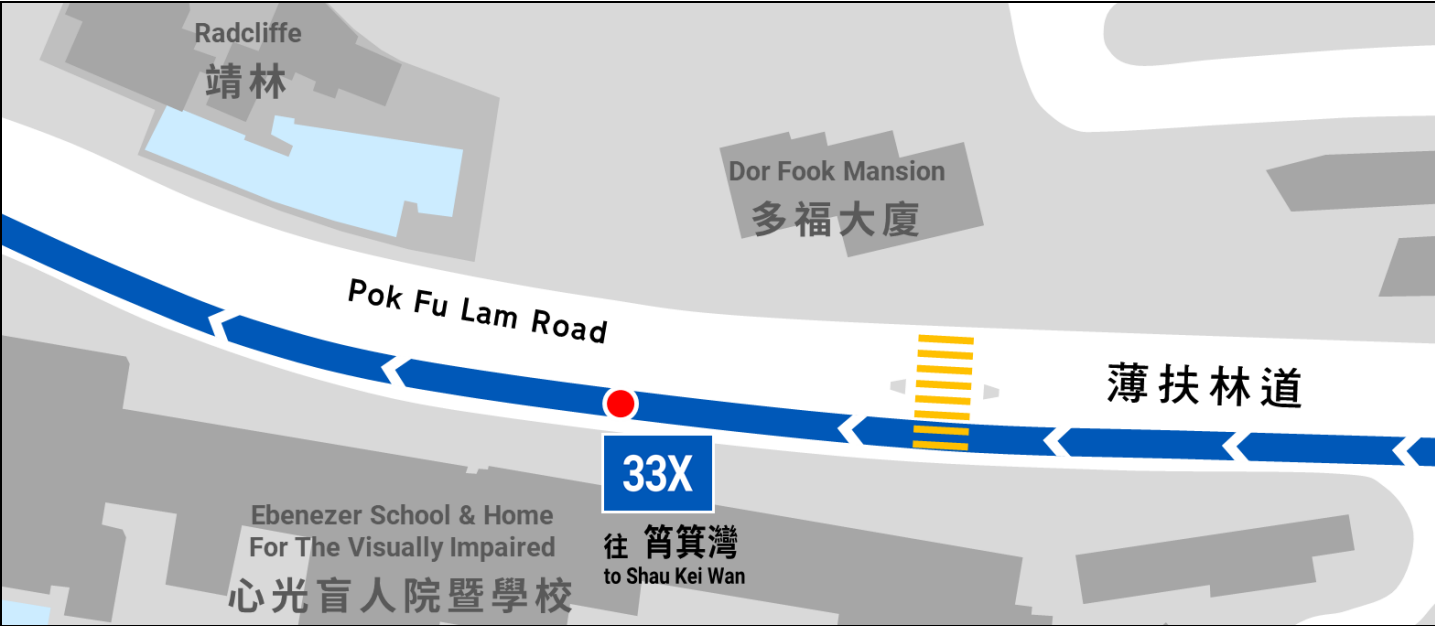 Radcliffe
靖林
Dor Fook Mansion
多福大廈
Pok Fu Lam Road
薄扶林道
33X
往 筲箕灣
to Shau Kei Wan
Ebenezer School & Home
For The Visually Impaired
心光盲人院暨學校